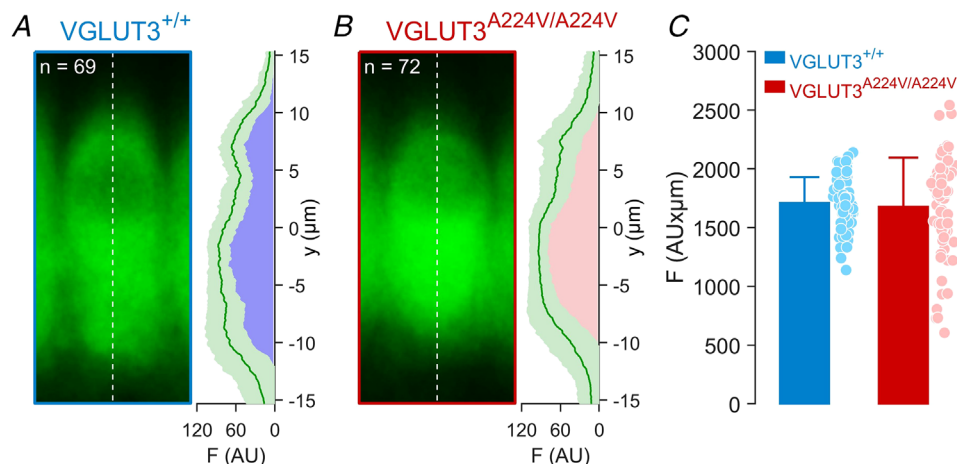 A
VGLUT3+/+
n = 69
15
10
5
0
-5
-10
-15
y (µm)
120 60 0
F (AU)
B
VGLUT3A224V/A224V
n = 72
15
10
5
0
-5
-10
-15
y (µm)
120 60 0
F (AU)
C
3000
2500
2000
1500
1000
500
0
F (AUxµm)
VGLUT3+/+
VGLUT3A224V/A224V